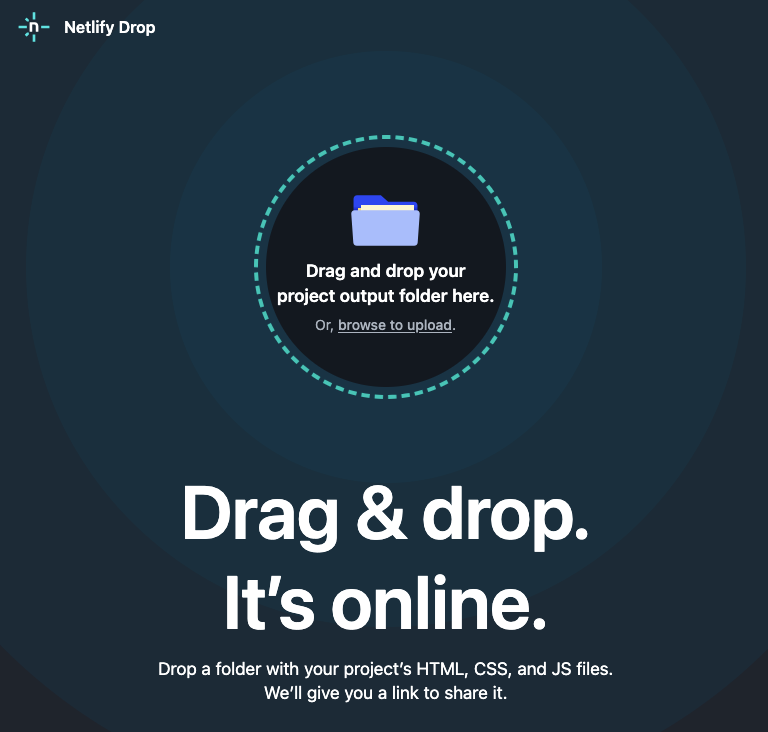 Netlify Drop
Drag and drop your
project output folder here.
Or, browse to upload.
Drag & drop.
It’s online.
Drop a folder with your project’s HTML, CSS, and JS files.
We’ll give you a link to share it.